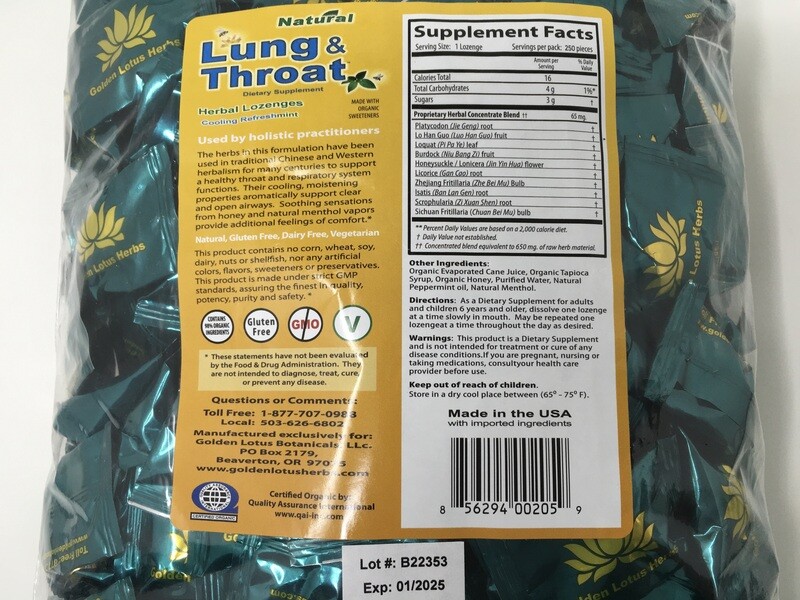 Golden Lotus Herbs
Natural
Lung &
Throat
Dietary Supplement
Herbal Lozenges
Cooling Refreshmint
MADE WITH
ORGANIC
SWEETENERS
Used by holistic practitioners
The herbs in this formulation have been
used in traditional Chinese and Western
herbalism for many centuries to support
a healthy throat and respiratory system
functions. Their cooling, moistening
properties aromatically support clear
and open airways. Soothing sensations
from honey and natural menthol vapors
provide additional feelings of comfort.*
Natural, Gluten Free, Dairy Free, Vegetarian
This product contains no corn, wheat, soy,
dairy, nuts or shellfish, nor any artificial
colors, flavors, sweeteners or preservatives.
This product is made under strict GMP
standards, assuring the finest in quality,
potency, purity and safety. *
CONTAINS
90% ORGANIC
INGREDIENTS
Gluten
Free
GMO
V
* These statements have not been evaluated
by the Food & Drug Administration. They
are not intended to diagnose, treat, cure,
or prevent any disease.
Questions or Comments:
Toll Free: 1-877-707-0988
Local: 503-626-6802
Manufactured exclusively for:
Golden Lotus Botanicals, LLc.
PO Box 2179,
Beaverton, OR 97075
www.goldenlotusherbs.com
CERTIFIED ORGANIC
Certified Organic by:
Quality Assurance International
www.qai-inc.com
Supplement Facts
Serving Size: 1 Lozenge Servings per pack: 250 pieces
Amount per Serving % Daily Value
Calories Total 16
Total Carbohydrates 4 g 1%*
Sugars 3 g †
Proprietary Herbal Concentrate Blend †† 65 mg.
Platycodon (Jie Geng) root †
Lo Han Guo (Luo Han Guo) fruit †
Loquat (Pi Pa Ye) leaf †
Burdock (Niu Bang Zi) fruit †
Honeysuckle / Lonicera (Jin Yin Hua) flower †
Licorice (Gan Cao) root †
Zhejiang Fritillaria (Zhe Bei Mu) Bulb †
Isatis (Ban Lan Gen) root †
Scrophularia (Zi Xuan Shen) root †
Sichuan Fritillaria (Chuan Bei Mu) bulb †
** Percent Daily Values are based on a 2,000 calorie diet.
† Daily Value not established.
†† Concentrated blend equivalent to 650 mg. of raw herb material.
Other Ingredients:
Organic Evaporated Cane Juice, Organic Tapioca
Syrup, Organic Honey, Purified Water, Natural
Peppermint oil, Natural Menthol.
Directions: As a Dietary Supplement for adults
and children 6 years and older, dissolve one lozenge
at a time slowly in mouth. May be repeated one
lozengeat a time throughout the day as desired.
Warnings: This product is a Dietary Supplement
and is not intended for treatment or cure of any
disease conditions.If you are pregnant, nursing or
taking medications, consultyour health care
provider before use.
Keep out of reach of children.
Store in a dry cool place between (65º - 75º F).
Made in the USA
with imported ingredients
8 56294 00205 9
Lot #: B22353
Exp: 01/2025
n Lotus Herbs
Lotus Herbs
Golden Lotus Herbs
Golden